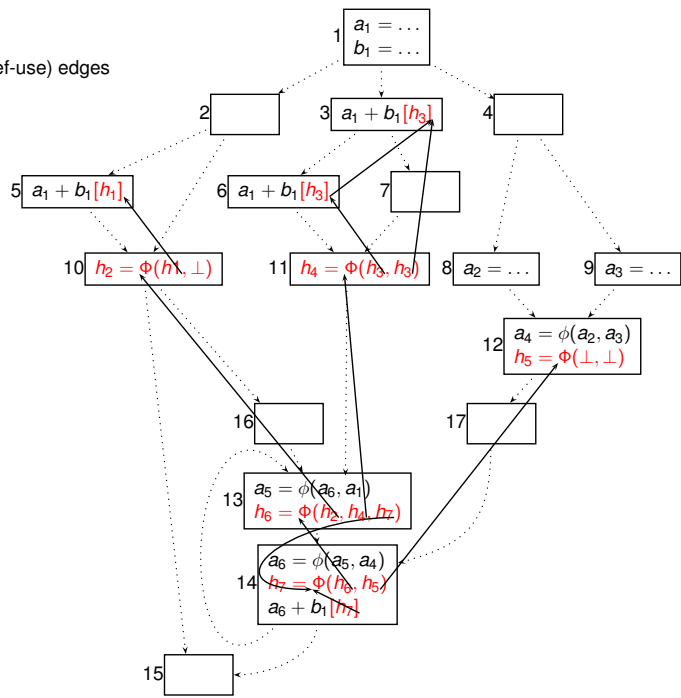 1
a₁ = …
b₁ = …
ef-use) edges
2
3
a₁ + b₁[h₃]
4
5
a₁ + b₁[h₁]
6
a₁ + b₁[h₃]
7
10
h₂ = Φ(h1, ⊥)
11
h₄ = Φ(h₃, h₃)
8
a₂ = …
9
a₃ = …
12
a₄ = ϕ(a₂, a₃)
h₅ = Φ(⊥, ⊥)
16
17
13
a₅ = ϕ(a₆, a₁)
h₆ = Φ(h₂, h₄, h₇)
14
a₆ = ϕ(a₅, a₄)
h₇ = Φ(h₆, h₅)
a₆ + b₁[h₇]
15